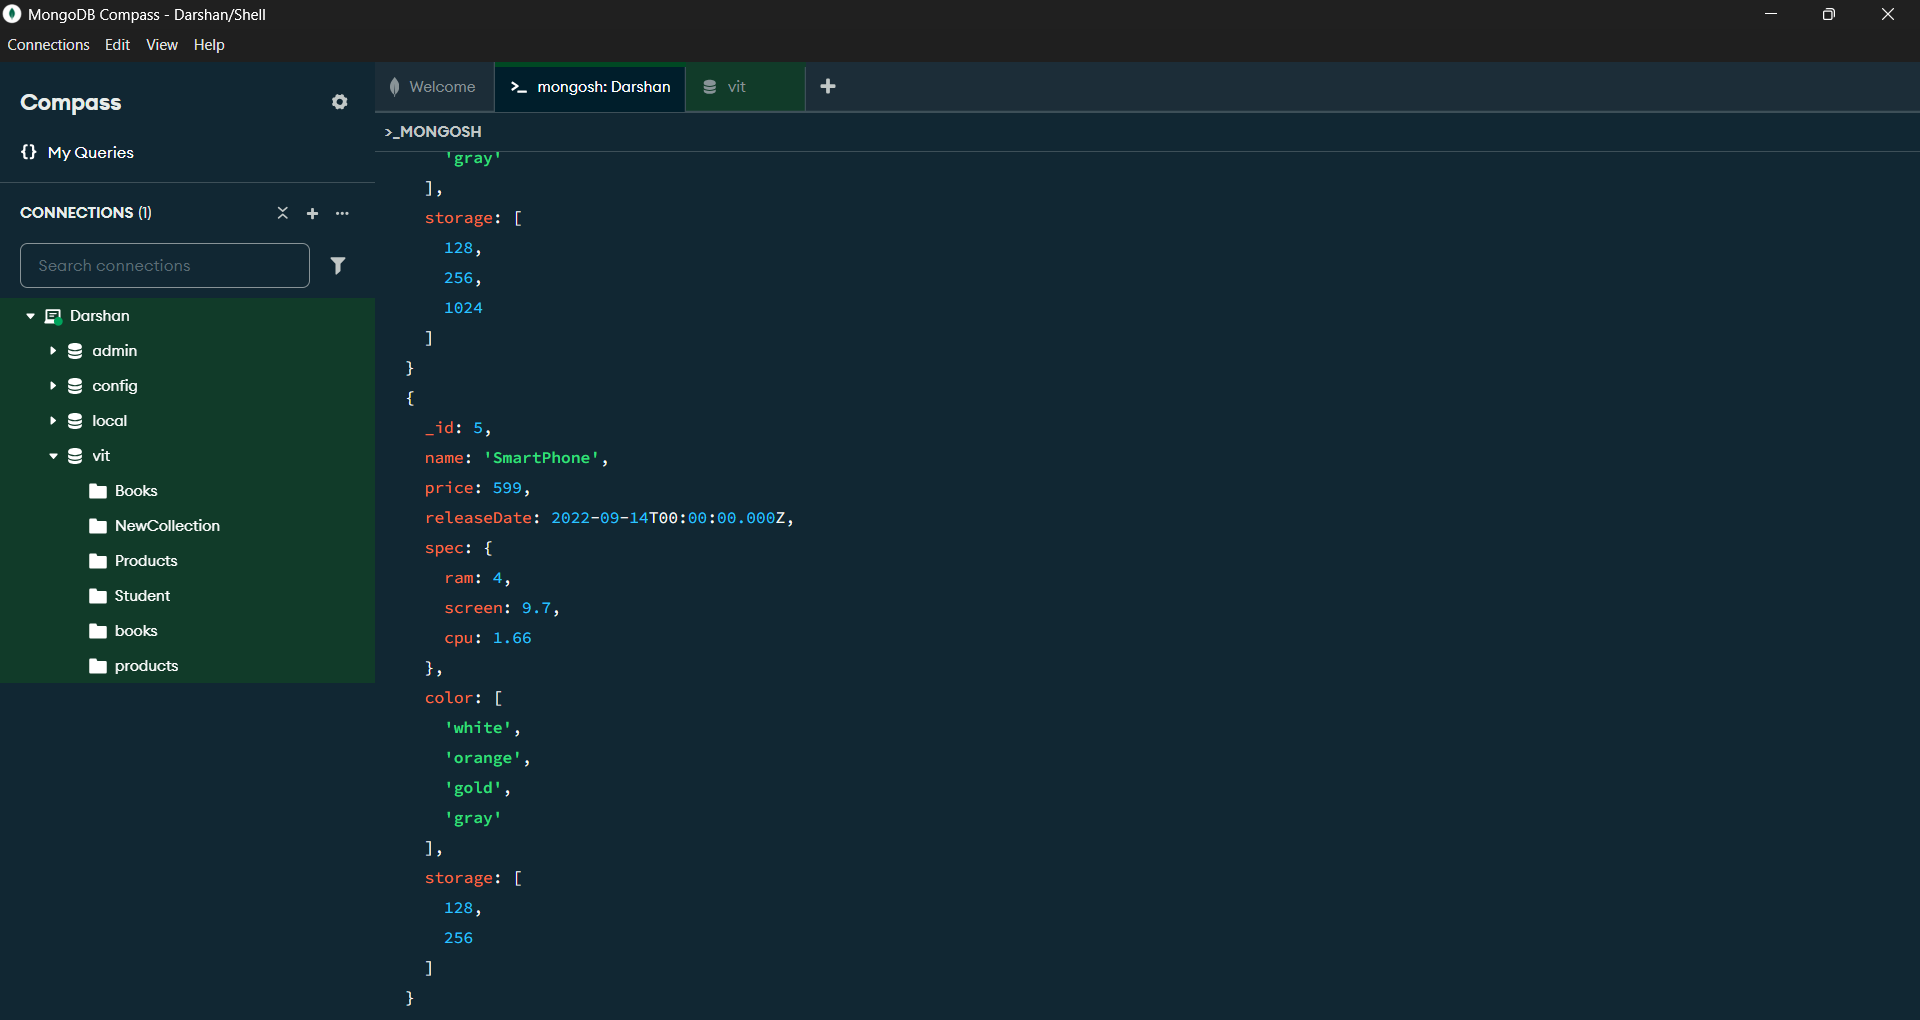 MongoDB Compass - Darshan/Shell
Connections Edit View Help
Compass
{} My Queries
CONNECTIONS (1)
Search connections
Darshan
admin
config
local
vit
Books
NewCollection
Products
Student
books
products
Welcome
>_ mongosh: Darshan
vit
>_MONGOSH
'gray'
],
storage: [
128,
256,
1024
]
}
{
_id: 5,
name: 'SmartPhone',
price: 599,
releaseDate: 2022-09-14T00:00:00.000Z,
spec: {
ram: 4,
screen: 9.7,
cpu: 1.66
},
color: [
'white',
'orange',
'gold',
'gray'
],
storage: [
128,
256
]
}